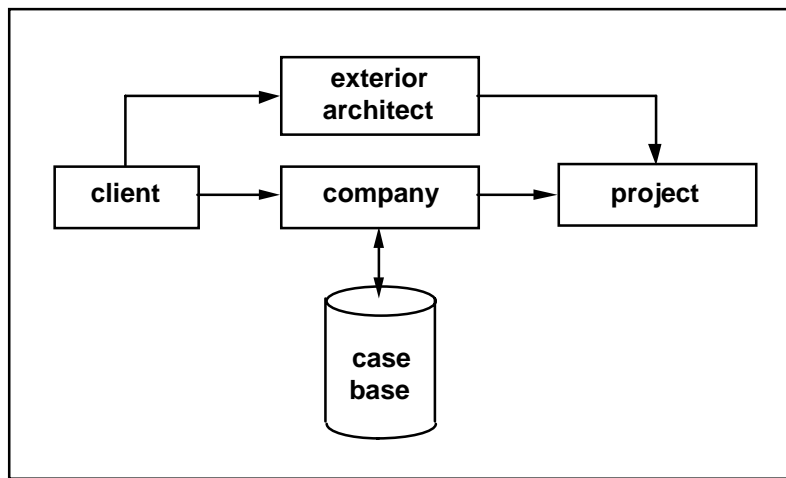 exterior
architect
client
company
project
case
base